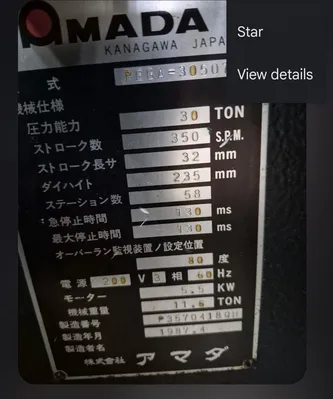 AMADA
KANAGAWA JAPA
Star
View details
式
機械仕様
圧力能力 30 TON
ストローク数 350 S.P.M.
ストローク長サ 32 mm
ダイハイト 235 mm
ステーション数 58
急停止時間 130 ms
最大停止時間 130 ms
オーバーラン監視装置ノ設定位置
80 度
電源 200 V 3 相 60 Hz
モーター 5.5 KW
機械重量 11.6 TON
製造番号
製造年月 1987.4
製造者名
株式会社 アマダ